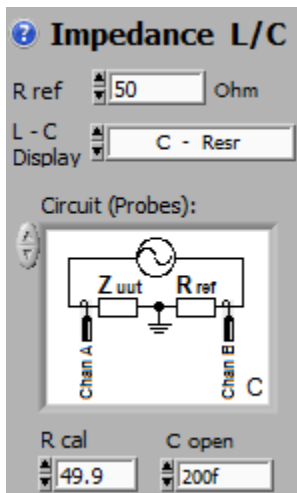 ? Impedance L/C
R ref 50 Ohm
L - C
Display C - Resr
Circuit (Probes):
Z uut R ref
Chan A Chan B C
R cal C open
49.9 200f